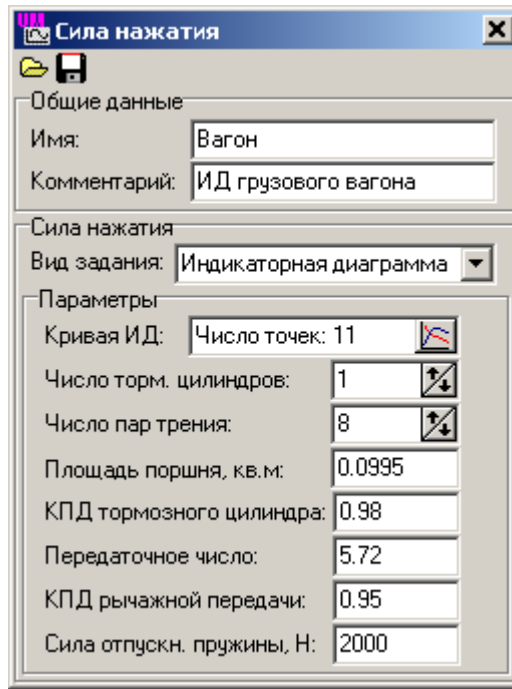 Сила нажатия
Общие данные
Имя: Вагон
Комментарий: ИД грузового вагона
Сила нажатия
Вид задания: Индикаторная диаграмма
Параметры
Кривая ИД: Число точек: 11
Число торм. цилиндров: 1
Число пар трения: 8
Площадь поршня, кв.м: 0.0995
КПД тормозного цилиндра: 0.98
Передаточное число: 5.72
КПД рычажной передачи: 0.95
Сила отпускн. пружины, Н: 2000